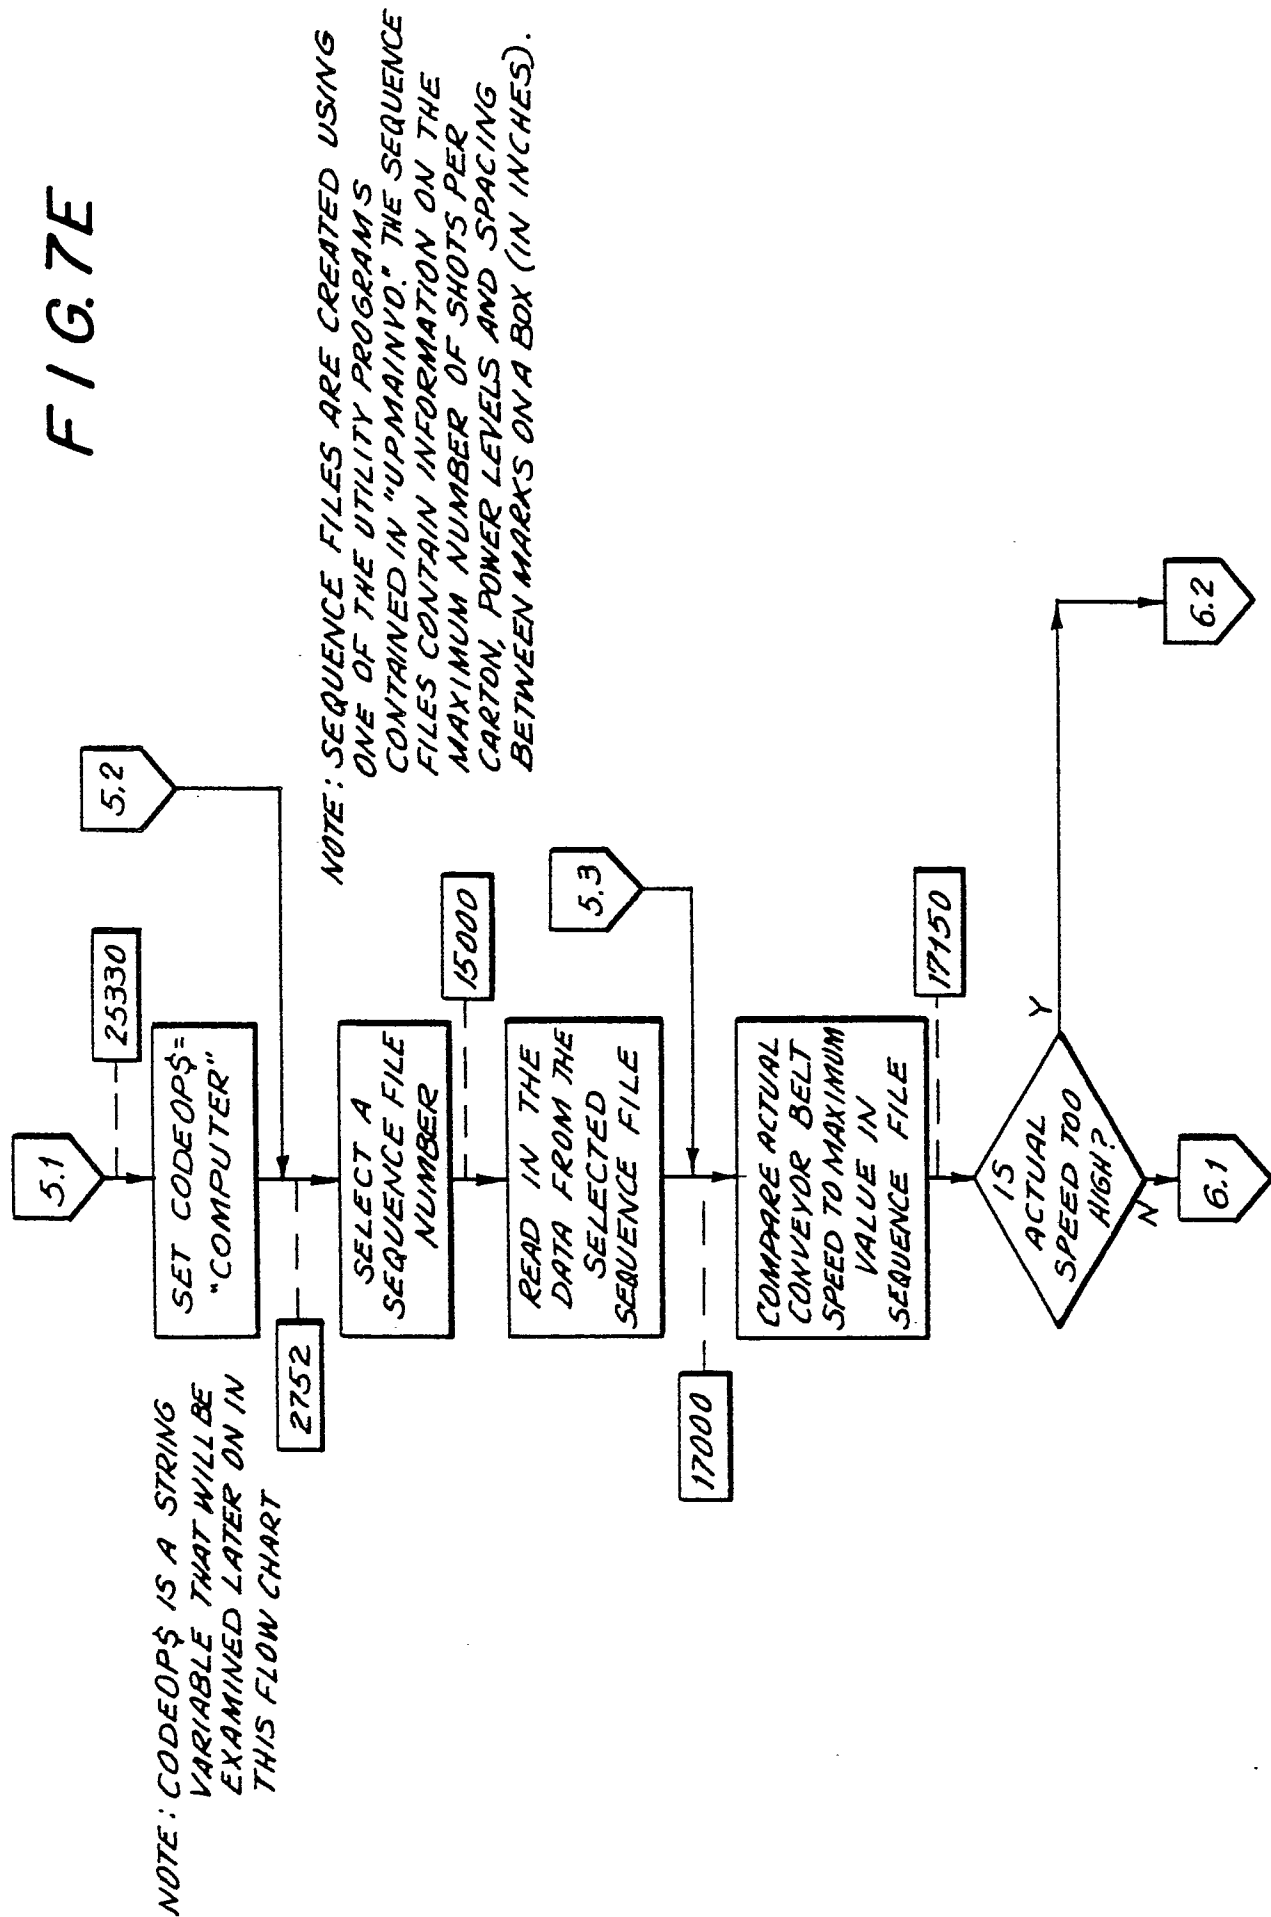 FIG. 7E
5.1
25330
SET CODEOP$=
"COMPUTER"
NOTE: CODEOP$ IS A STRING
VARIABLE THAT WILL BE
EXAMINED LATER ON IN
THIS FLOW CHART
5.2
2752
SELECT A
SEQUENCE FILE
NUMBER
NOTE: SEQUENCE FILES ARE CREATED USING
ONE OF THE UTILITY PROGRAMS
CONTAINED IN "UPMAINVO." THE SEQUENCE
FILES CONTAIN INFORMATION ON THE
MAXIMUM NUMBER OF SHOTS PER
CARTON, POWER LEVELS AND SPACING
BETWEEN MARKS ON A BOX (IN INCHES).
15000
READ IN THE
DATA FROM THE
SELECTED
SEQUENCE FILE
5.3
17000
COMPARE ACTUAL
CONVEYOR BELT
SPEED TO MAXIMUM
VALUE IN
SEQUENCE FILE
17150
IS
ACTUAL
SPEED TOO
HIGH?
Y
N
6.1
6.2